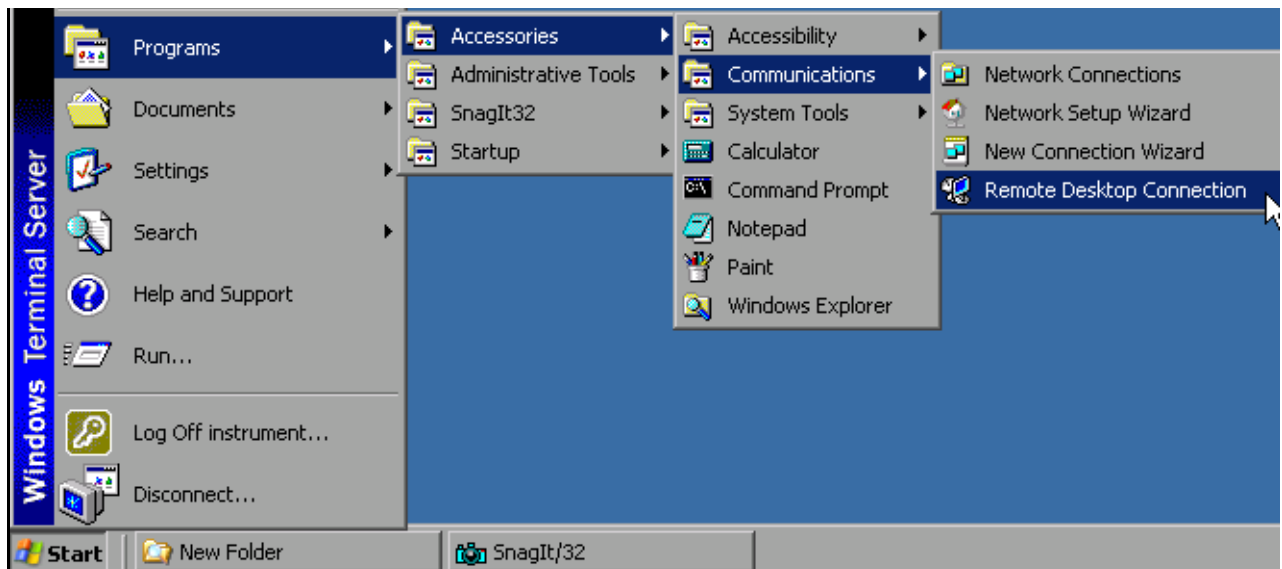 Windows Terminal Server
Programs
Documents
Settings
Search
Help and Support
Run...
Log Off instrument...
Disconnect...
Accessories
Administrative Tools
SnagIt32
Startup
Accessibility
Communications
System Tools
Calculator
Command Prompt
Notepad
Paint
Windows Explorer
Network Connections
Network Setup Wizard
New Connection Wizard
Remote Desktop Connection
Start
New Folder
SnagIt/32